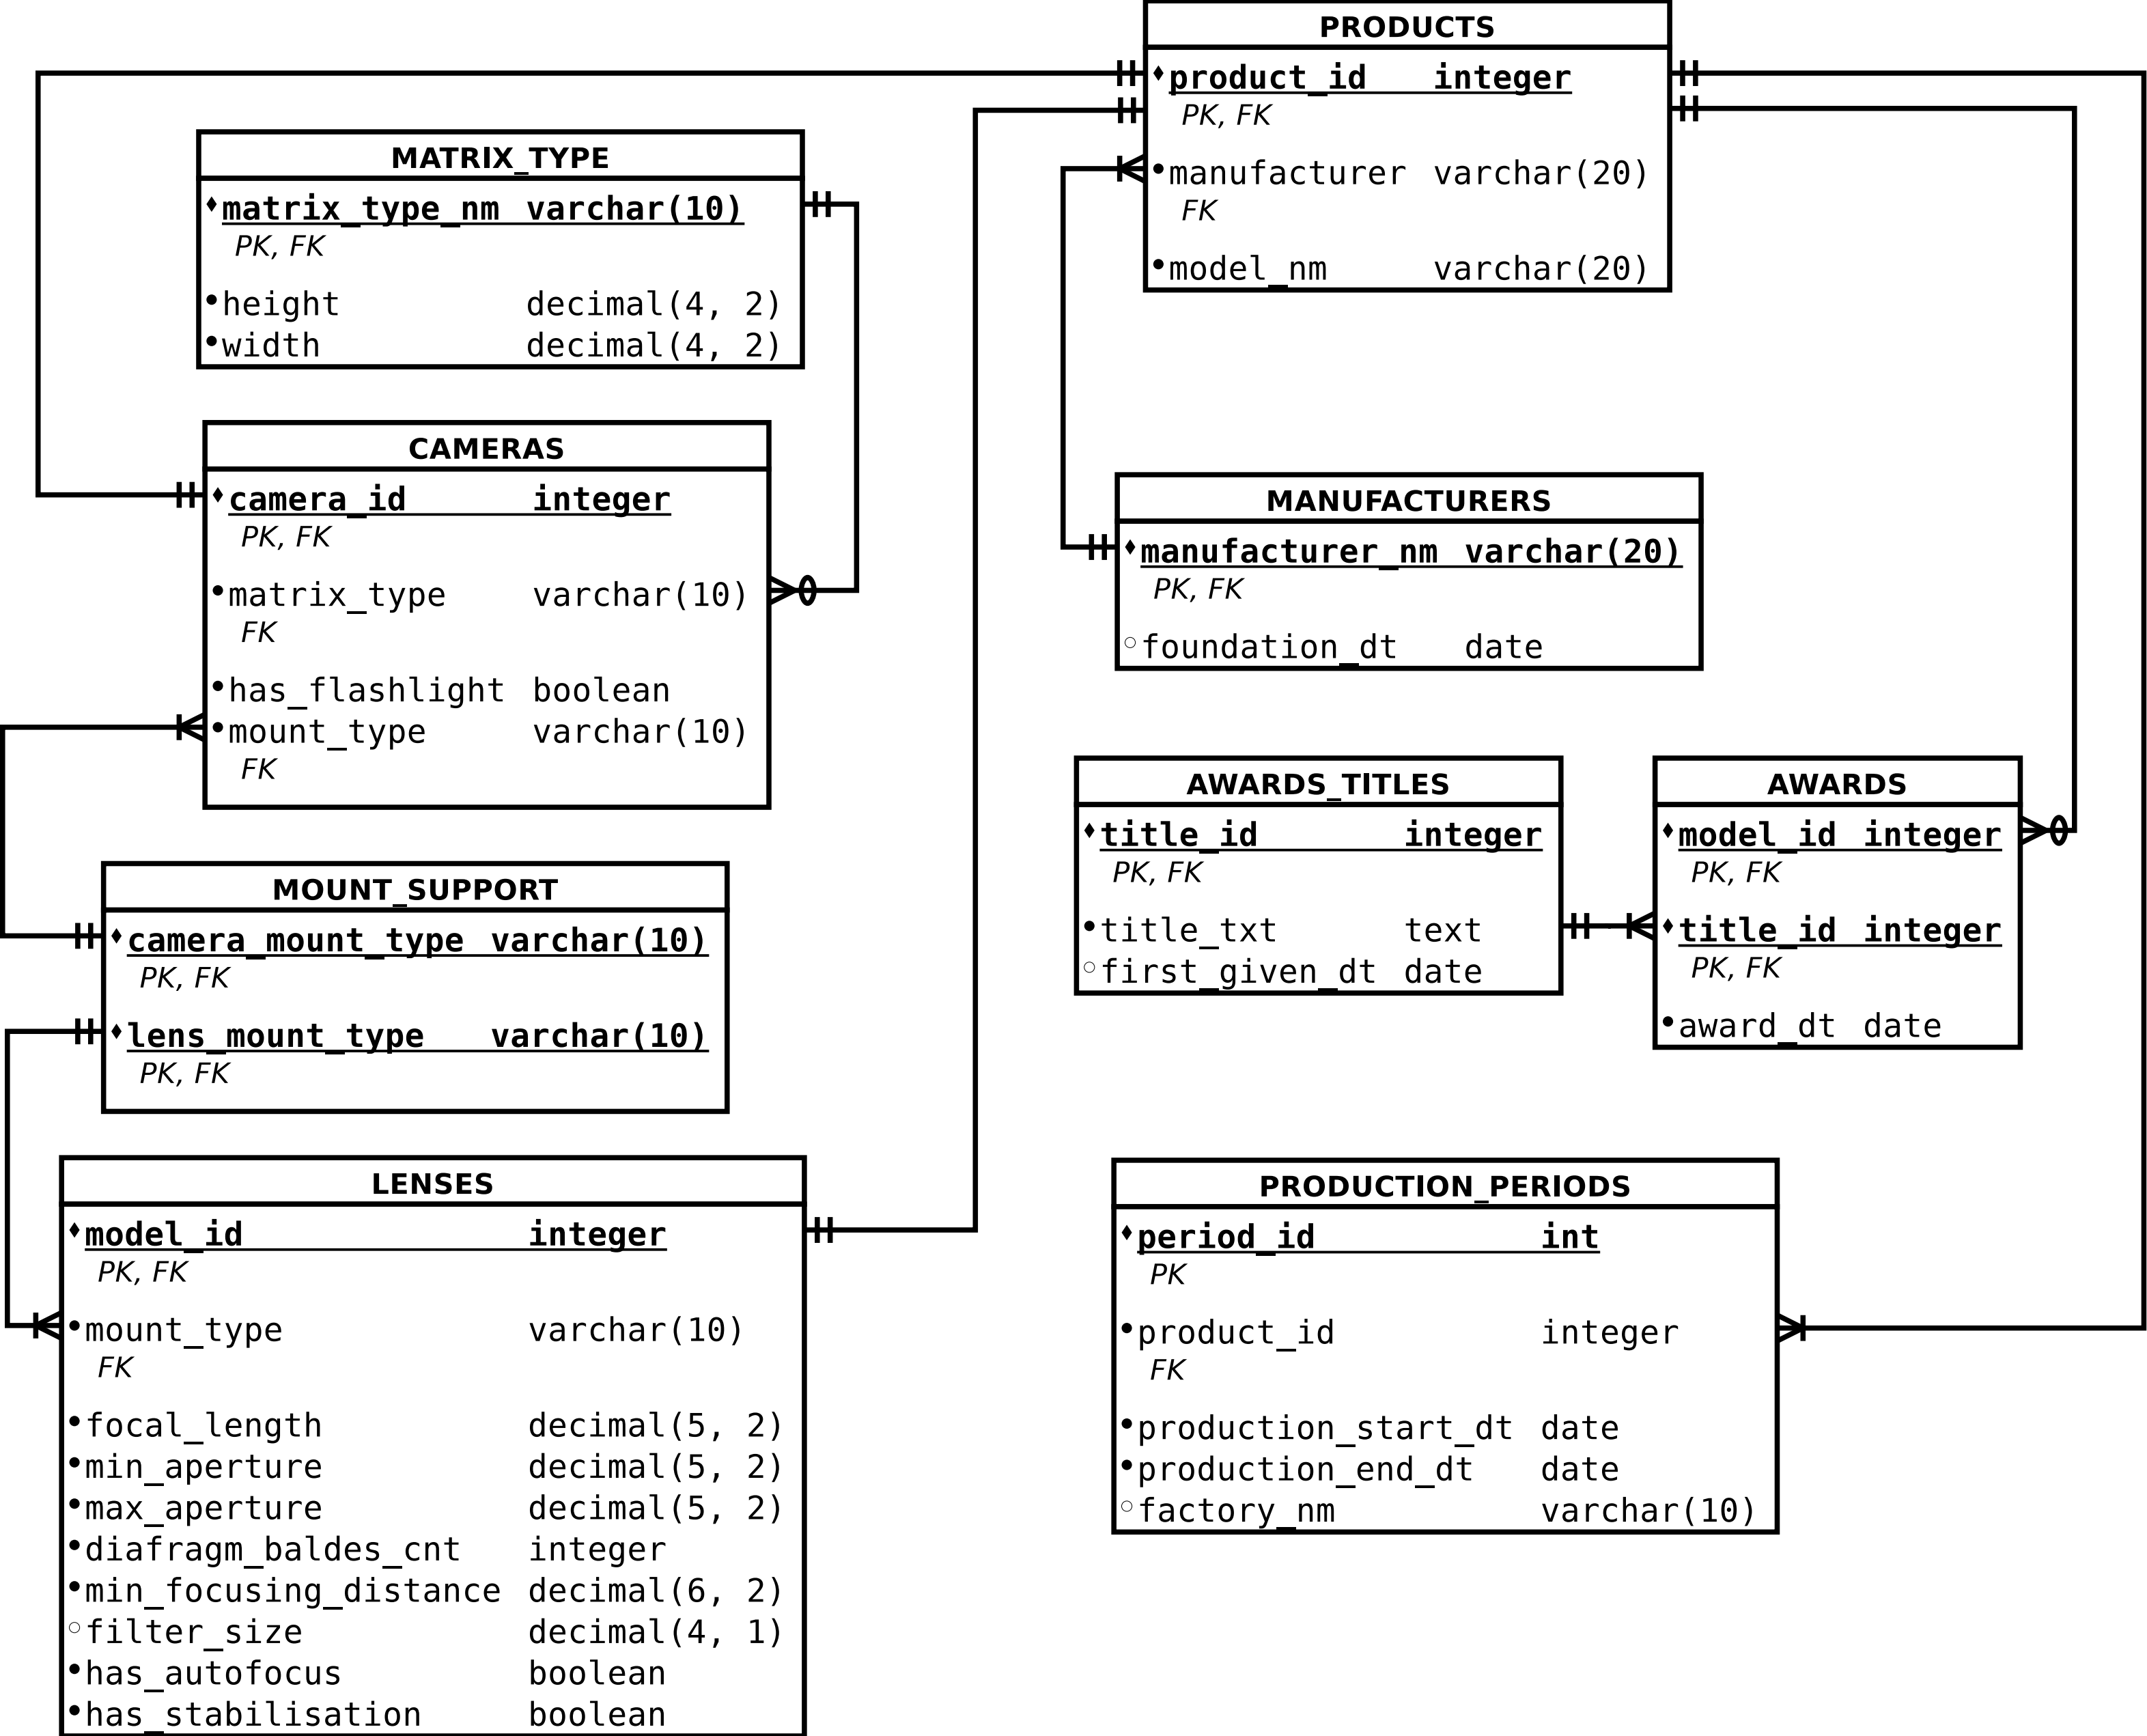 PRODUCTS
product_id integer
PK, FK
manufacturer varchar(20)
FK
model_nm varchar(20)
MATRIX_TYPE
matrix_type_nm varchar(10)
PK, FK
height decimal(4, 2)
width decimal(4, 2)
CAMERAS
camera_id integer
PK, FK
matrix_type varchar(10)
FK
has_flashlight boolean
mount_type varchar(10)
FK
MANUFACTURERS
manufacturer_nm varchar(20)
PK, FK
foundation_dt date
AWARDS_TITLES
title_id integer
PK, FK
title_txt text
first_given_dt date
AWARDS
model_id integer
PK, FK
title_id integer
PK, FK
award_dt date
MOUNT_SUPPORT
camera_mount_type varchar(10)
PK, FK
lens_mount_type varchar(10)
PK, FK
LENSES
model_id integer
PK, FK
mount_type varchar(10)
FK
focal_length decimal(5, 2)
min_aperture decimal(5, 2)
max_aperture decimal(5, 2)
diafragm_baldes_cnt integer
min_focusing_distance decimal(6, 2)
filter_size decimal(4, 1)
has_autofocus boolean
has_stabilisation boolean
PRODUCTION_PERIODS
period_id int
PK
product_id integer
FK
production_start_dt date
production_end_dt date
factory_nm varchar(10)